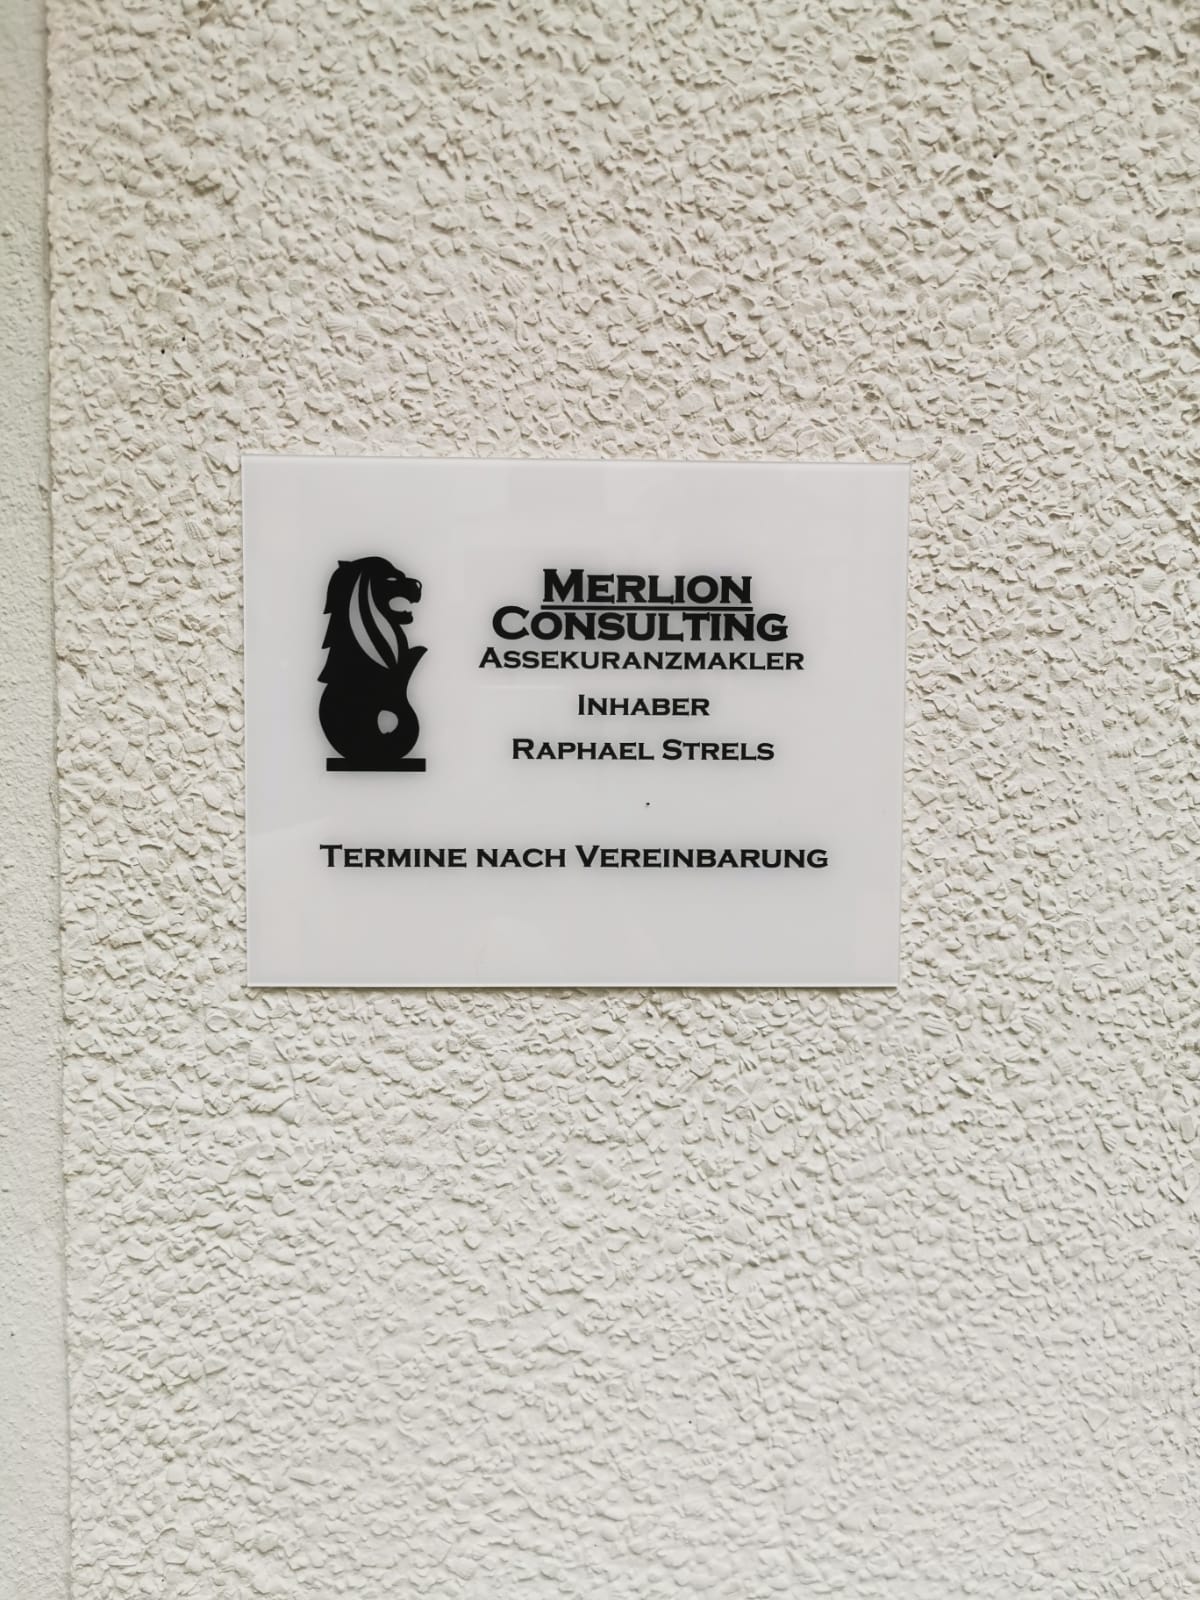 Merlion
Consulting
Assekuranzmakler
Inhaber
Raphael Strels
Termine nach Vereinbarung